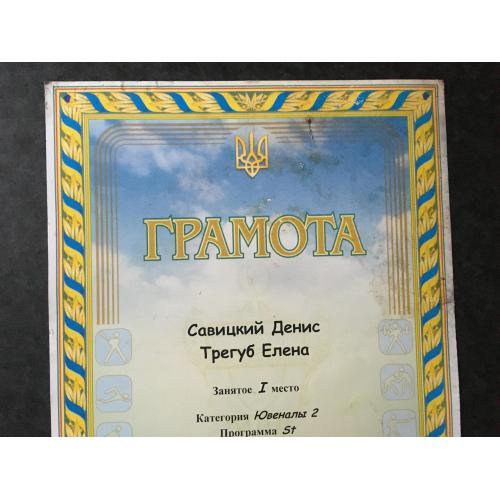 ГРАМОТА
Савицкий Денис
Трегуб Елена
Занятое I место
Категория Ювеналы 2
Программа St